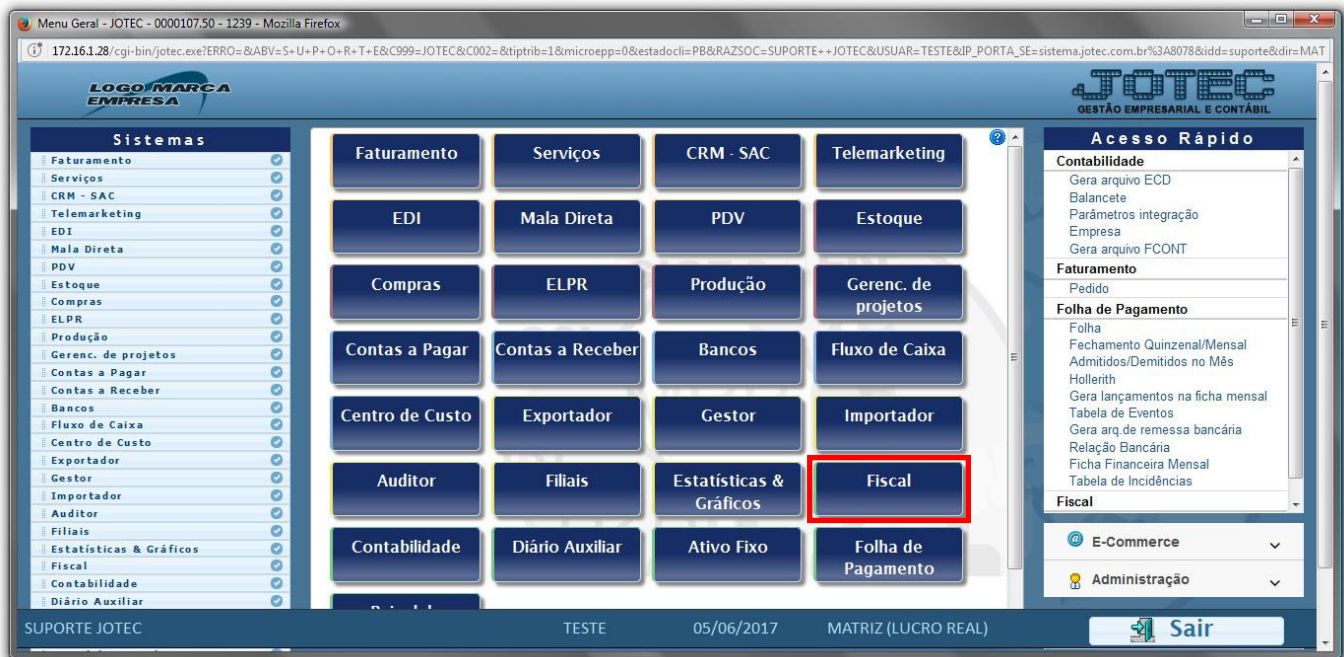 Menu Geral - JOTEC - 0000107.50 - 1239 - Mozilla Firefox
172.16.1.28/cgi-bin/jotec.exe?ERRO=&ABV=S+U+P+O+R+T+E&C999=JOTEC&C002=&tiptrib=1&microepp=0&estadocli=PB&RAZSOC=SUPORTE++JOTEC&USUAR=TESTE&IP_PORTA_SE=sistema.jotec.com.br%3A8078&idd=suporte&dir=MAT
LOGO MARCA
EMPRESA
JOTEC
GESTÃO EMPRESARIAL E CONTÁBIL
Sistemas
Faturamento
Serviços
CRM - SAC
Telemarketing
EDI
Mala Direta
PDV
Estoque
Compras
ELPR
Produção
Gerenc. de projetos
Contas a Pagar
Contas a Receber
Bancos
Fluxo de Caixa
Centro de Custo
Exportador
Gestor
Importador
Auditor
Filiais
Estatísticas & Gráficos
Fiscal
Contabilidade
Diário Auxiliar
Faturamento
Serviços
CRM - SAC
Telemarketing
EDI
Mala Direta
PDV
Estoque
Compras
ELPR
Produção
Gerenc. de
projetos
Contas a Pagar
Contas a Receber
Bancos
Fluxo de Caixa
Centro de Custo
Exportador
Gestor
Importador
Auditor
Filiais
Estatísticas &
Gráficos
Fiscal
Contabilidade
Diário Auxiliar
Ativo Fixo
Folha de
Pagamento
Acesso Rápido
Contabilidade
Gera arquivo ECD
Balancete
Parâmetros integração
Empresa
Gera arquivo FCONT
Faturamento
Pedido
Folha de Pagamento
Folha
Fechamento Quinzenal/Mensal
Admitidos/Demitidos no Mês
Hollerith
Gera lançamentos na ficha mensal
Tabela de Eventos
Gera arq.de remessa bancária
Relação Bancária
Ficha Financeira Mensal
Tabela de Incidências
Fiscal
E-Commerce
Administração
SUPORTE JOTEC
TESTE
05/06/2017
MATRIZ (LUCRO REAL)
Sair